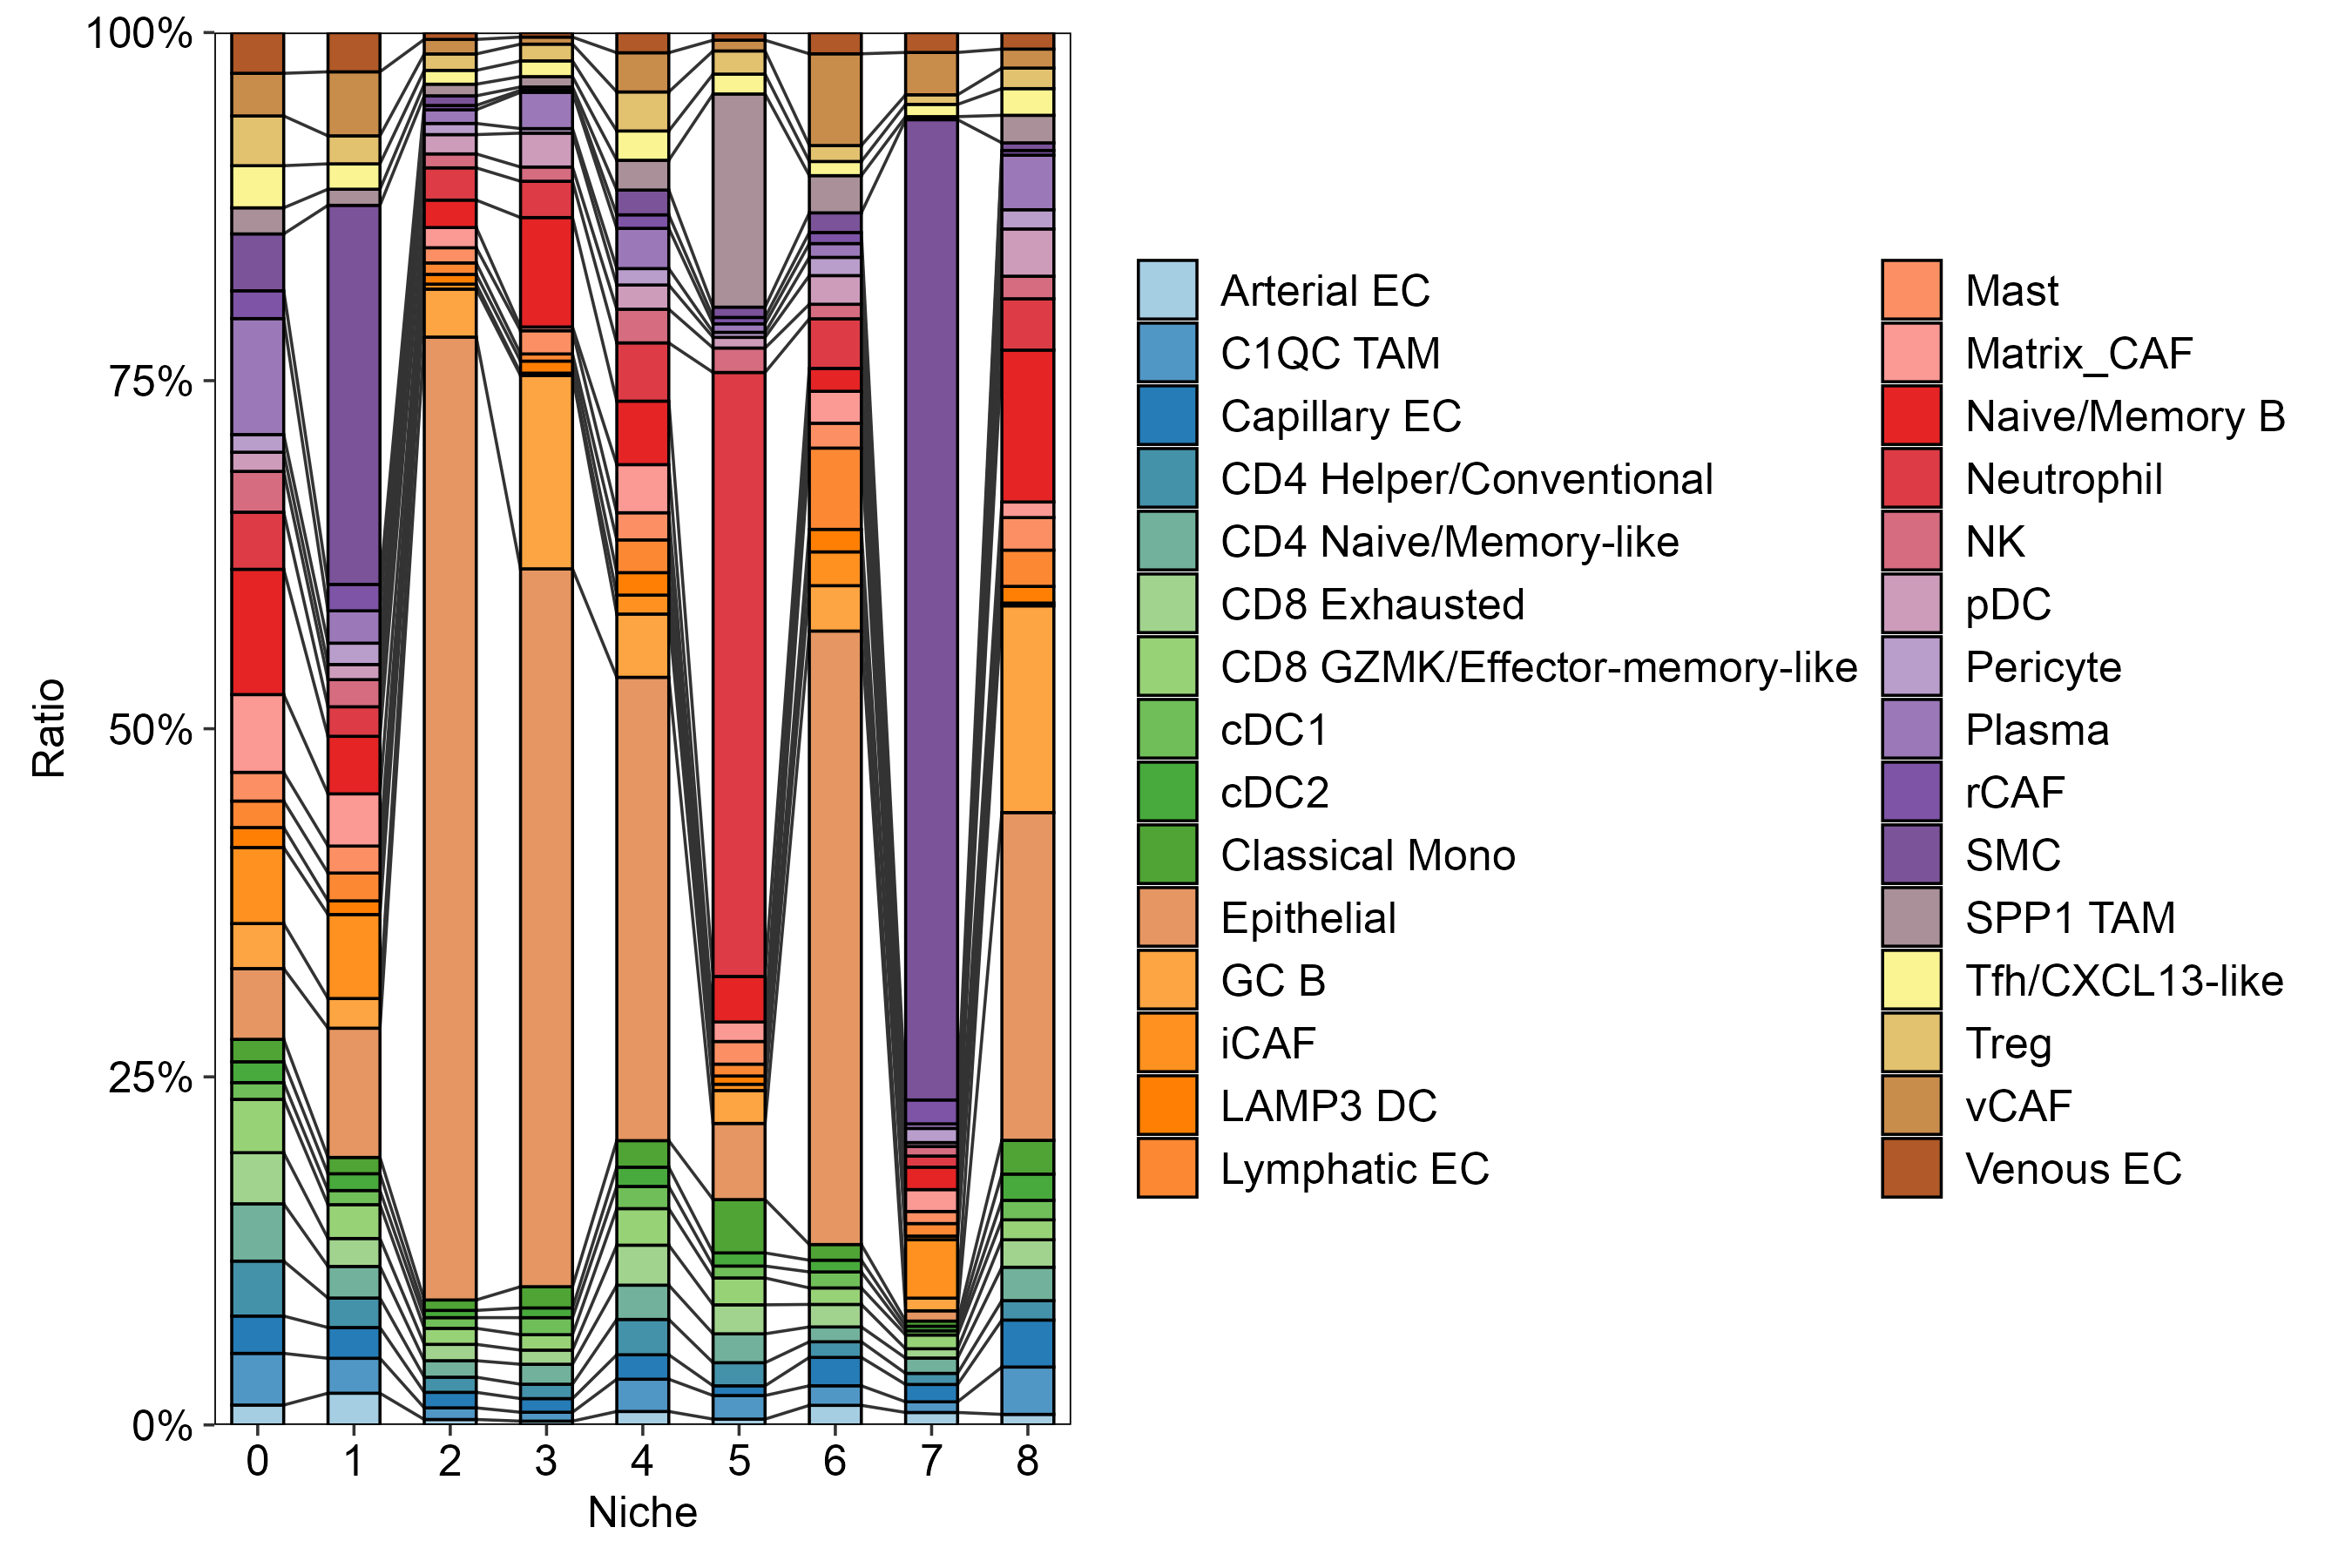 100%
75%
50%
25%
0%
Ratio
0 1 2 3 4 5 6 7 8
Niche
Arterial EC
C1QC TAM
Capillary EC
CD4 Helper/Conventional
CD4 Naive/Memory-like
CD8 Exhausted
CD8 GZMK/Effector-memory-like
cDC1
cDC2
Classical Mono
Epithelial
GC B
iCAF
LAMP3 DC
Lymphatic EC
Mast
Matrix_CAF
Naive/Memory B
Neutrophil
NK
pDC
Pericyte
Plasma
rCAF
SMC
SPP1 TAM
Tfh/CXCL13-like
Treg
vCAF
Venous EC